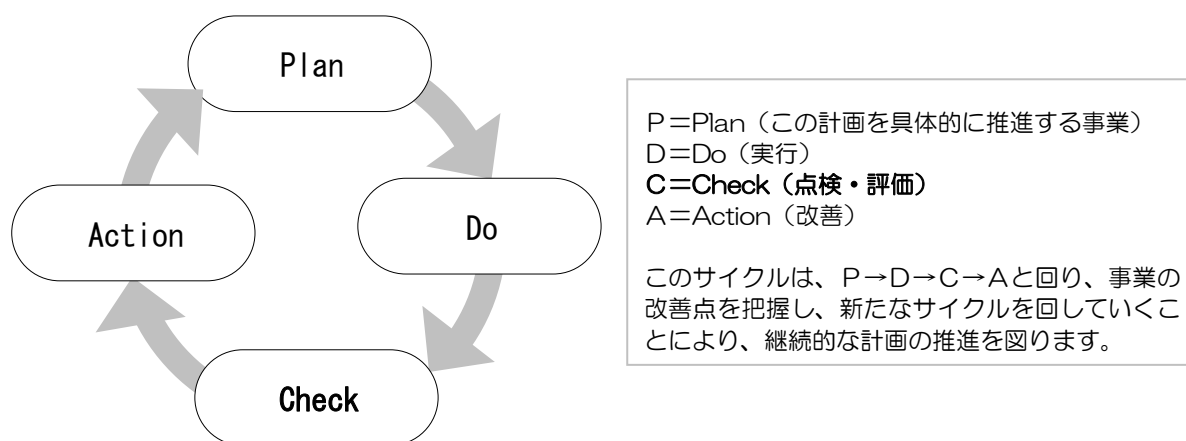 Plan
Action
Do
Check
P=Plan(この計画を具体的に推進する事業)
D=Do(実行)
C=Check(点検・評価)
A=Action(改善)
このサイクルは、P→D→C→Aと回り、事業の
改善点を把握し、新たなサイクルを回していくこ
とにより、継続的な計画の推進を図ります。